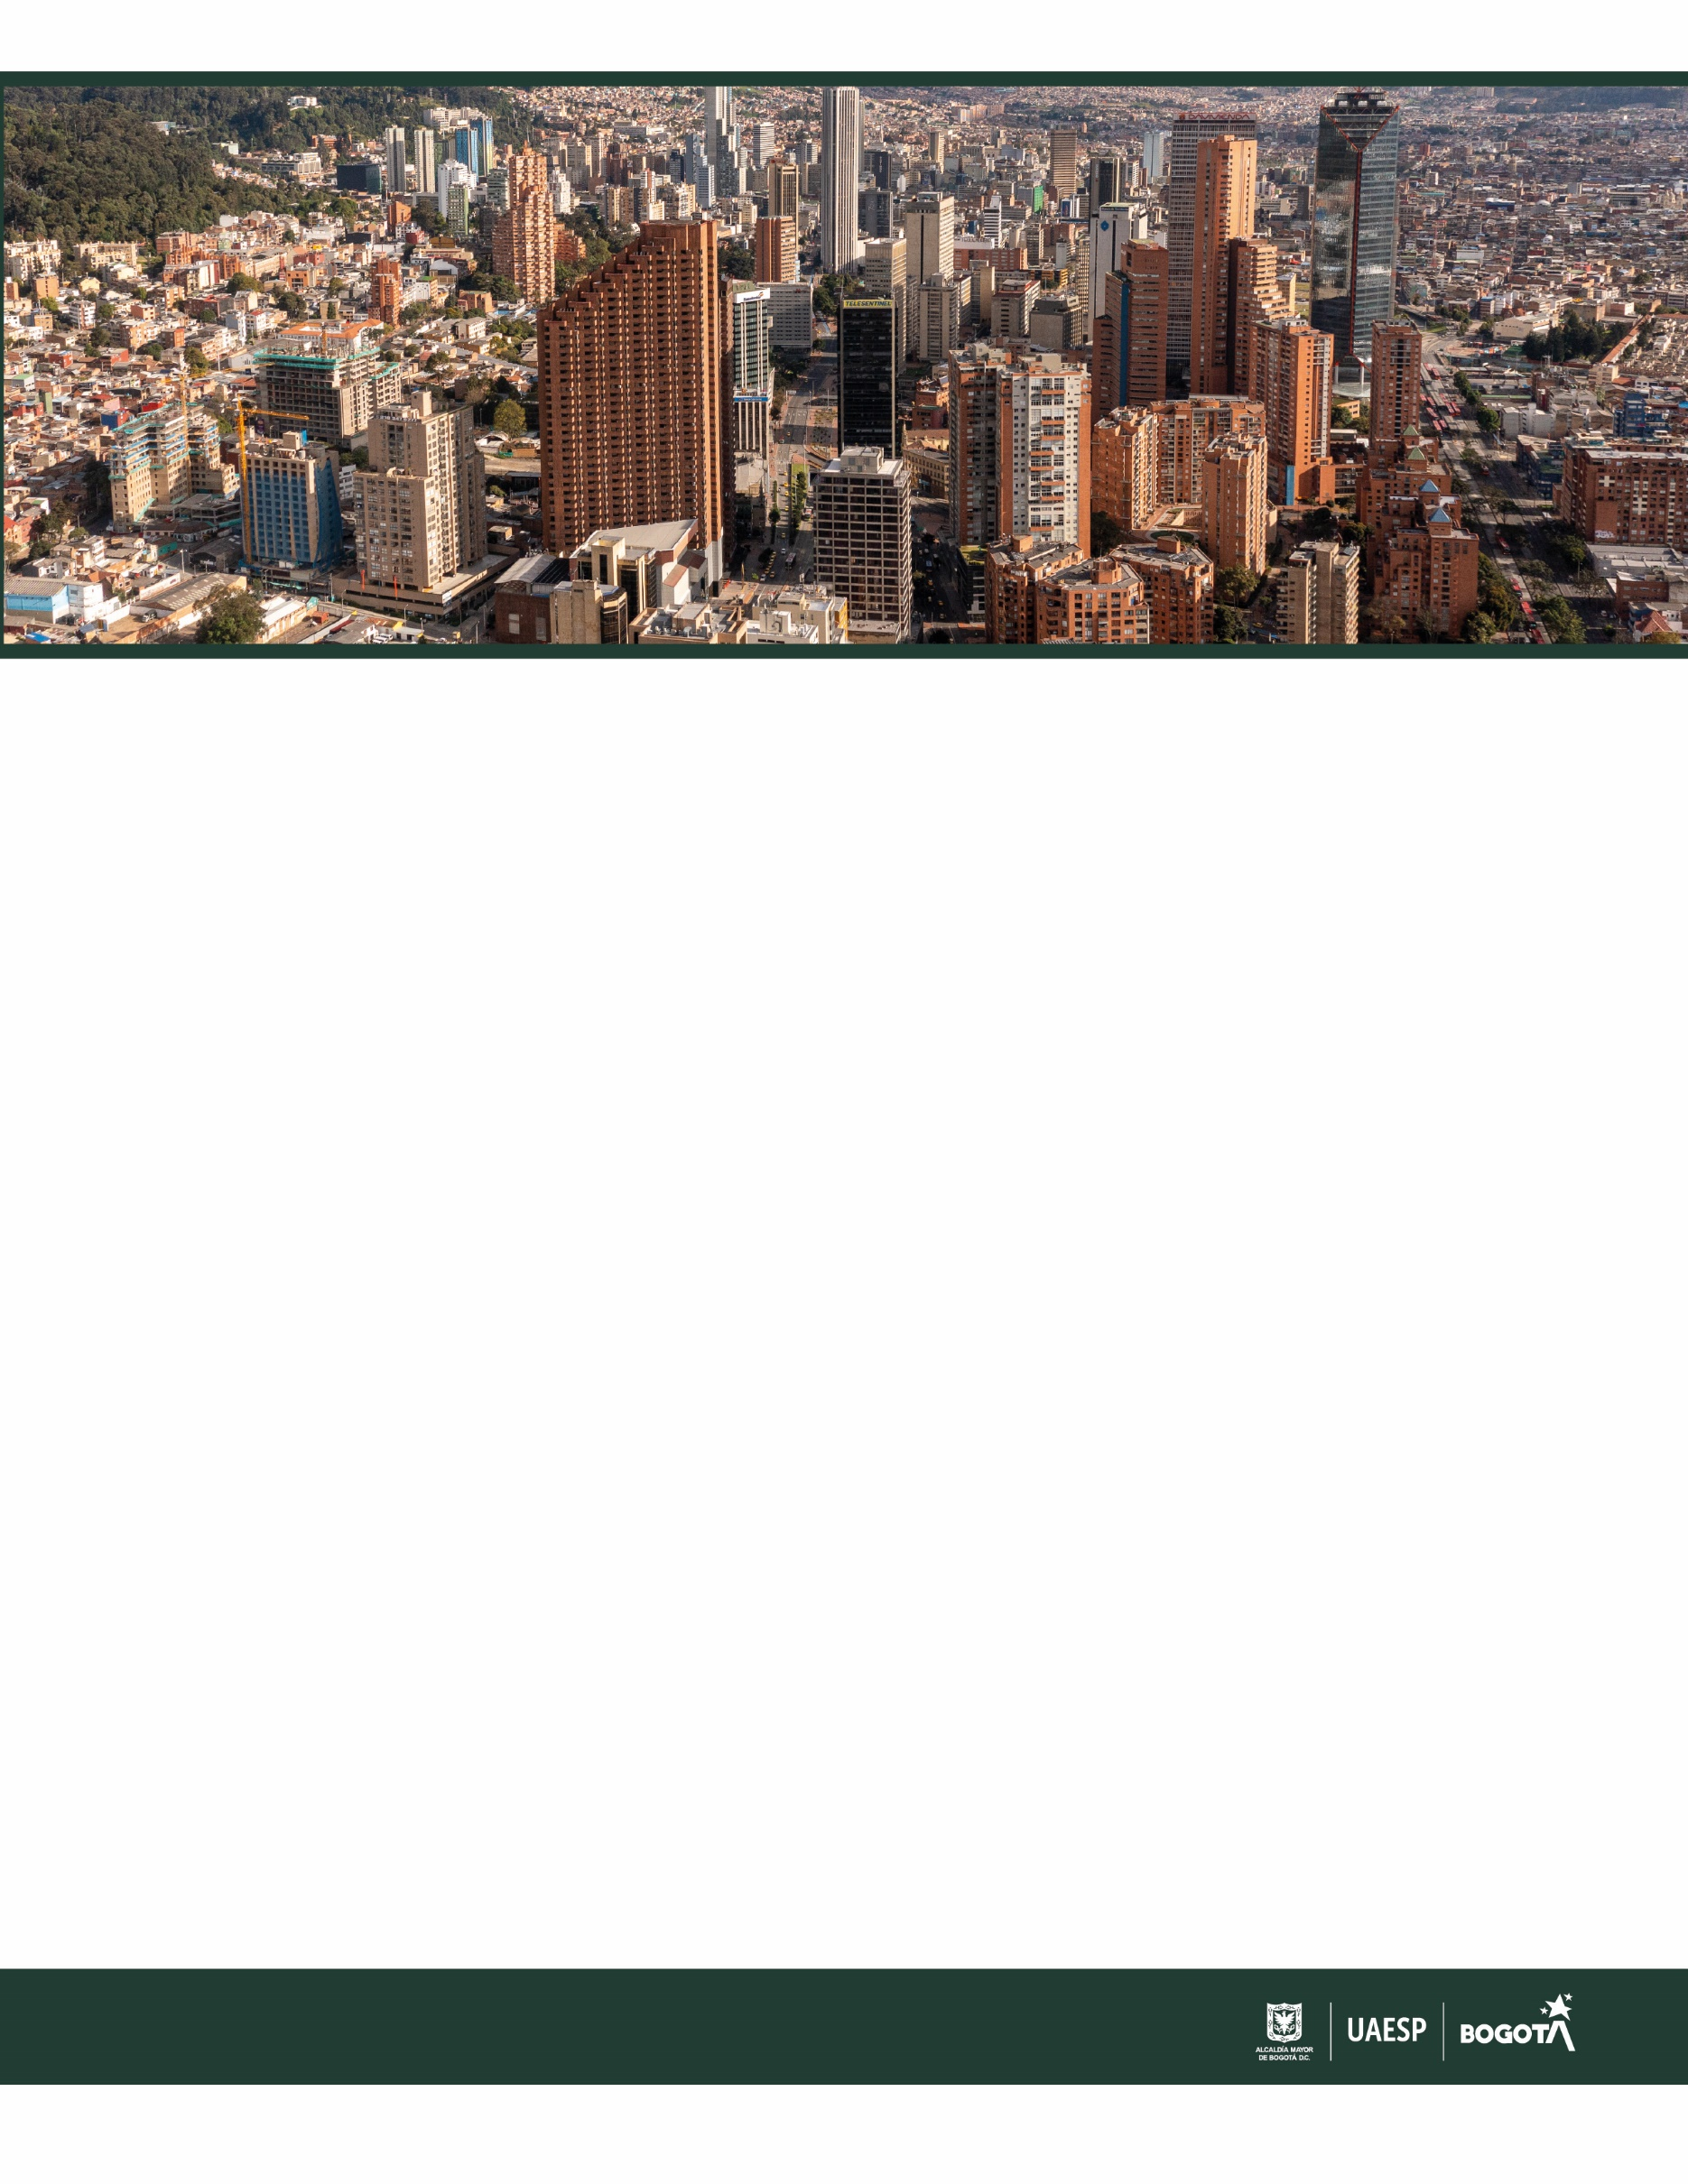 TELESENTINEL
ALCALDÍA MAYOR
DE BOGOTÁ D.C.
UAESP
BOGOTÁ